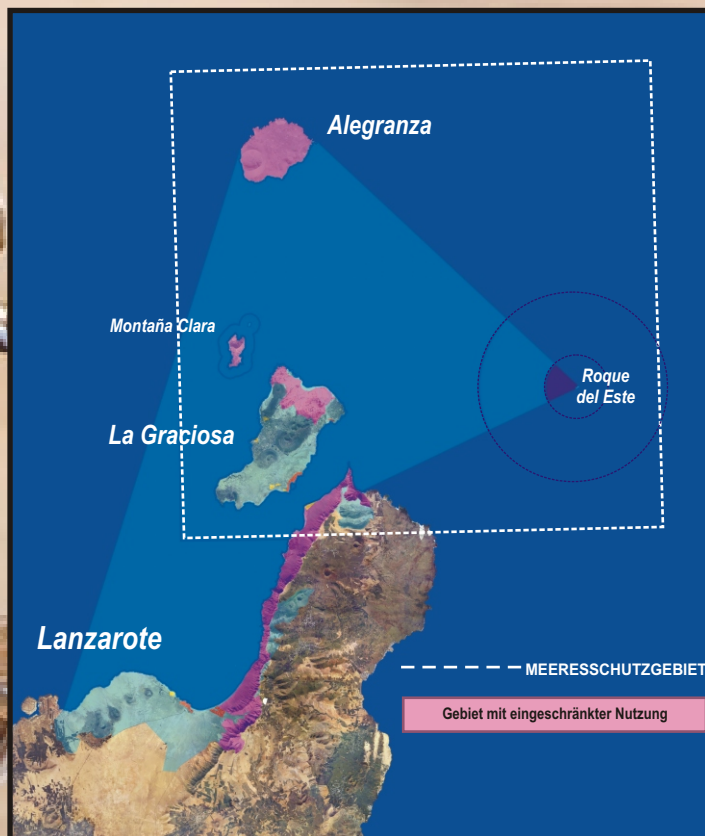 Alegranza
Montaña Clara
Roque
del Este
La Graciosa
Lanzarote
MEERESSCHUTZGEBIET
Gebiet mit eingeschränkter Nutzung